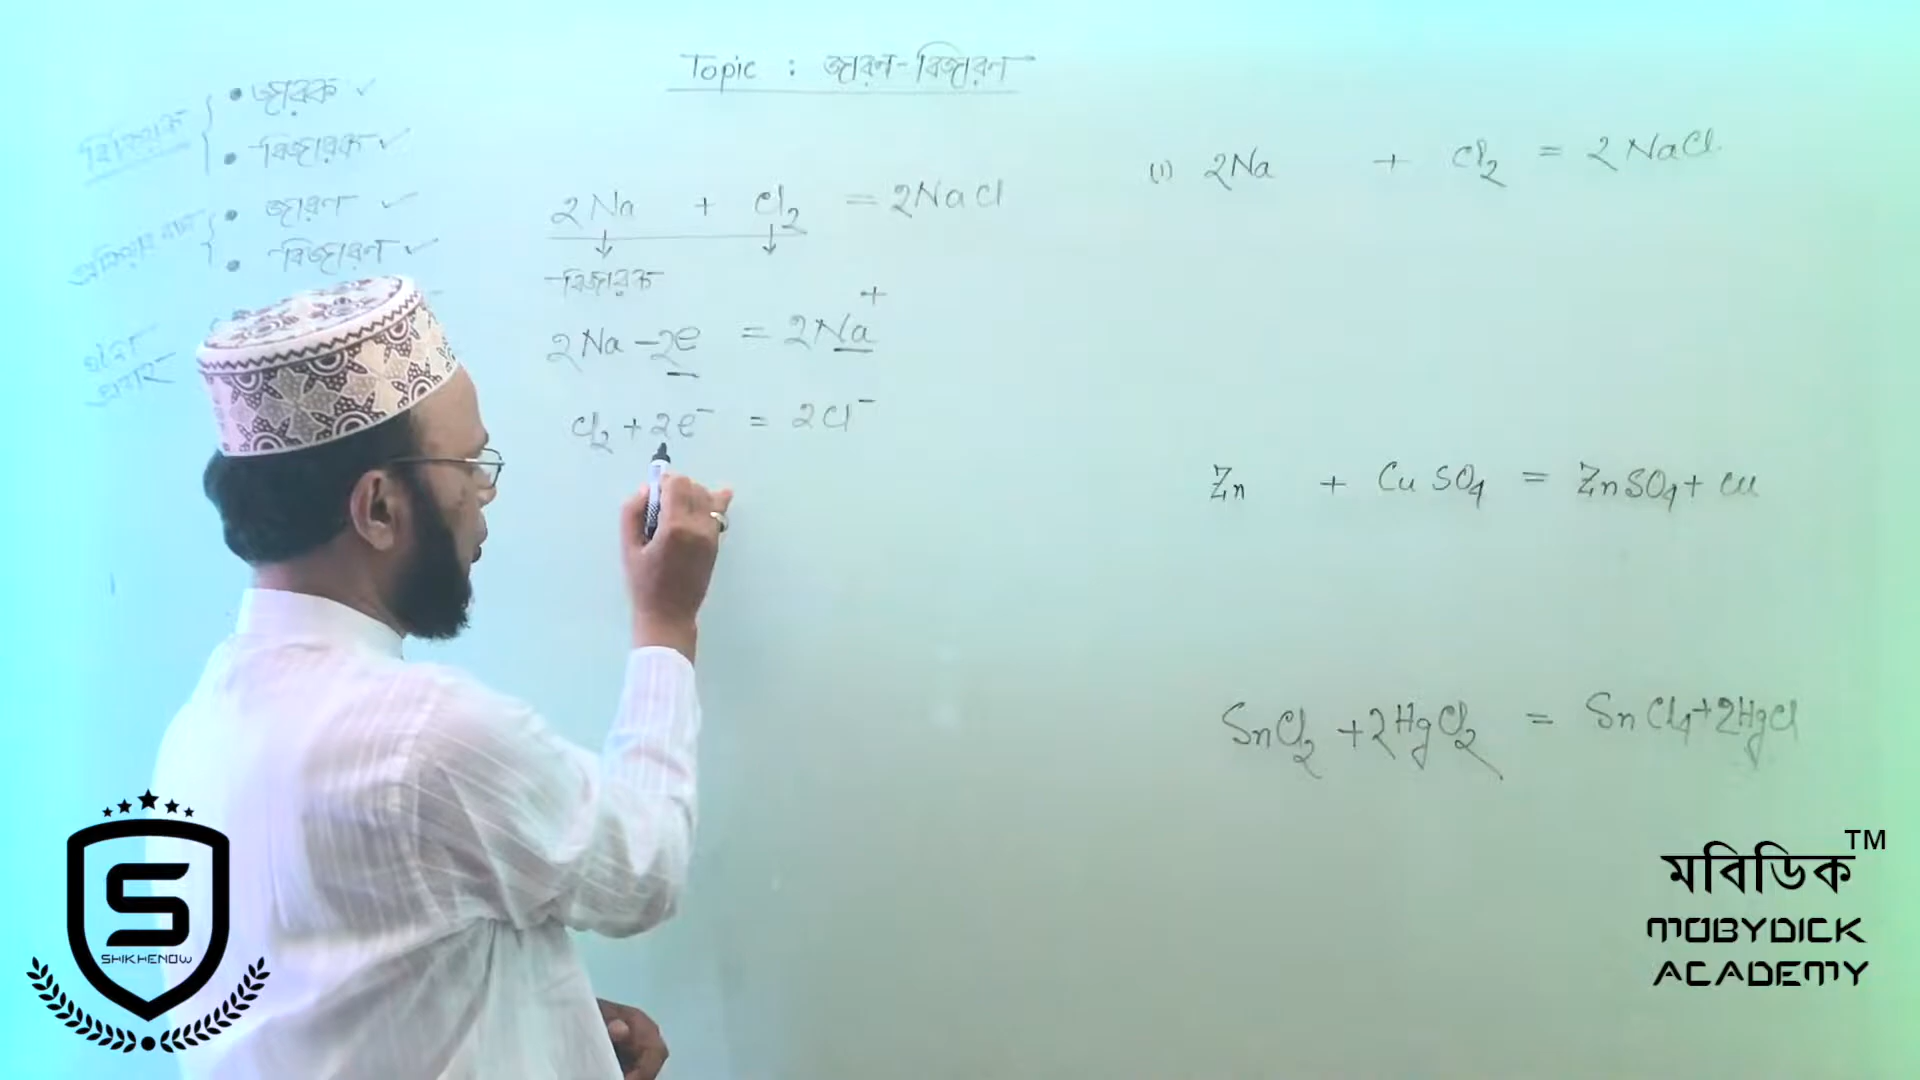 Topic : জারণ-বিজারণ
বিক্রিয়ক
• জারক ✓
• বিজারক ✓
• জারণ ✓
• বিজারণ ✓
2Na + Cl₂ = 2NaCl
বিজারক
2Na - 2e = 2Na⁺
Cl₂ + 2e⁻ = 2Cl⁻
(i) 2Na + Cl₂ = 2NaCl
Zn + CuSO₄ = ZnSO₄ + Cu
SnCl₂ + 2HgCl₂ = SnCl₄ + 2HgCl
S
SHIKHENOW
মবিডিক™
MOBYDICK
ACADEMY